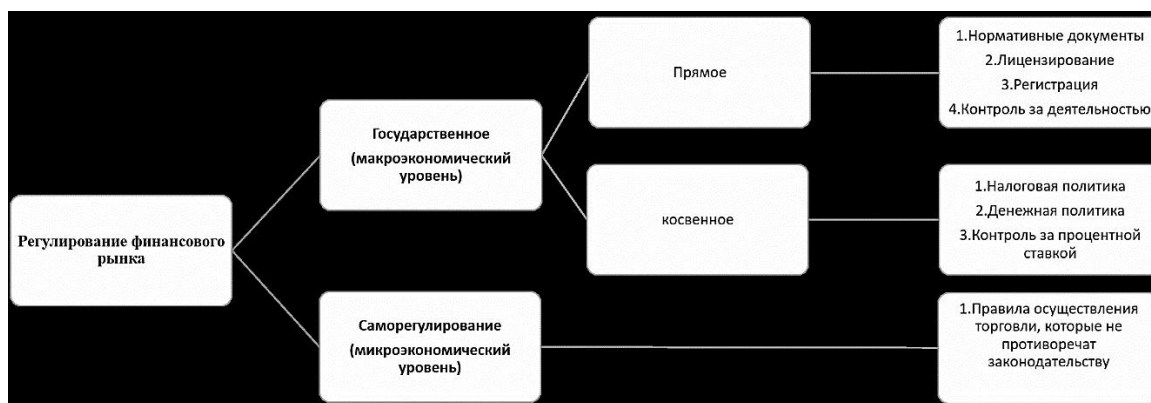 Регулирование финансового
рынка
Государственное
(макроэкономический
уровень)
Прямое
1.Нормативные документы
2.Лицензирование
3.Регистрация
4.Контроль за деятельностью
косвенное
1.Налоговая политика
2.Денежная политика
3.Контроль за процентной
ставкой
Саморегулирование
(микроэкономический
уровень)
1.Правила осуществления
торговли, которые не
противоречат
законодательству